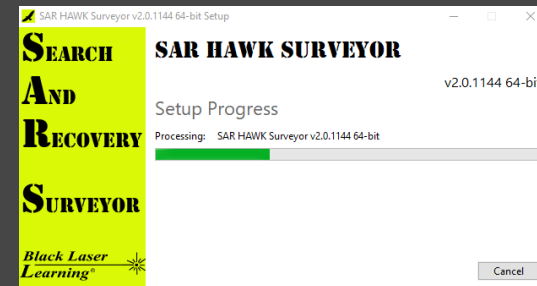 SAR HAWK Surveyor v2.0.1144 64-bit Setup
SEARCH
AND
RECOVERY
SURVEYOR
Black Laser
Learning®
SAR HAWK SURVEYOR
v2.0.1144 64-bit
Setup Progress
Processing: SAR HAWK Surveyor v2.0.1144 64-bit
Cancel